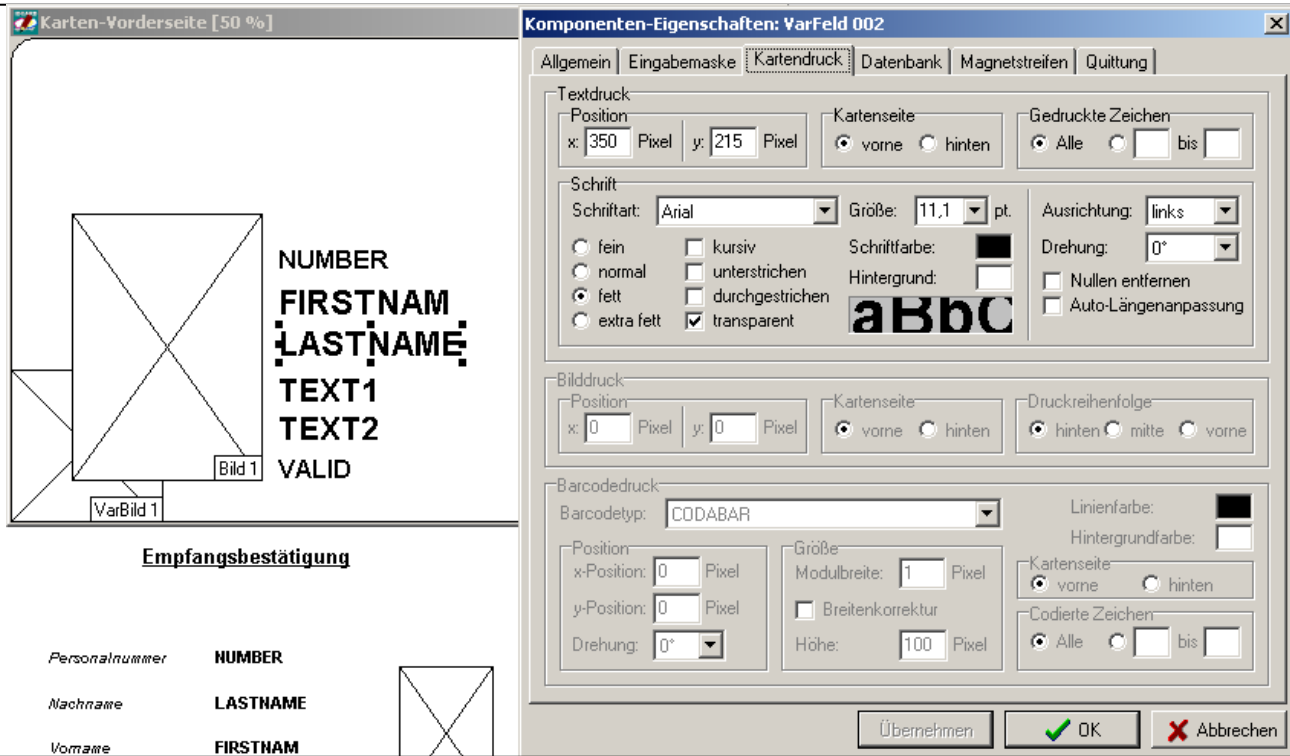 Karten-Vorderseite [50 %]
NUMBER
FIRSTNAM
LASTNAME
TEXT1
TEXT2
VALID
Bild 1
VarBild 1
Empfangsbestätigung
Personalnummer NUMBER
Nachname LASTNAME
Vorname FIRSTNAM
Komponenten-Eigenschaften: VarFeld 002
Allgemein Eingabemaske Kartendruck Datenbank Magnetstreifen Quittung
Textdruck
Position Kartenseite Gedruckte Zeichen
x: 350 Pixel y: 215 Pixel vorne hinten Alle bis
Schrift
Schriftart: Arial Größe: 11,1 pt. Ausrichtung: links
fein kursiv Schriftfarbe: Drehung: 0°
normal unterstrichen Hintergrund: Nullen entfernen
fett durchgestrichen Auto-Längenanpassung
extra fett transparent aBbC
Bilddruck
Position Kartenseite Druckreihenfolge
x: 0 Pixel y: 0 Pixel vorne hinten hinten mitte vorne
Barcodedruck
Barcodetyp: CODABAR Linienfarbe:
Hintergrundfarbe:
Position Größe Kartenseite
x-Position: 0 Pixel Modulbreite: 1 Pixel vorne hinten
y-Position: 0 Pixel Breitenkorrektur Codierte Zeichen
Drehung: 0° Höhe: 100 Pixel Alle bis
Übernehmen OK Abbrechen